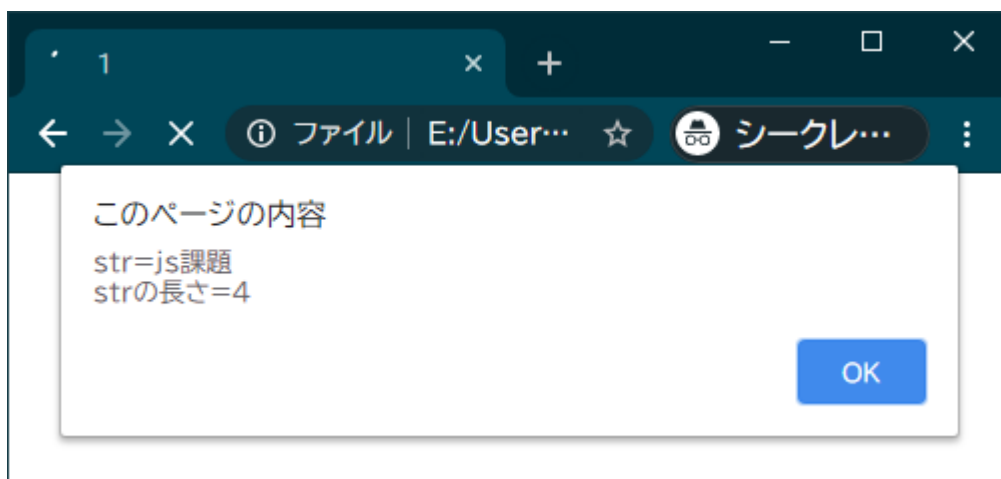 1
ファイル | E:/User… シークレ…
このページの内容
str=js課題
strの長さ=4
OK